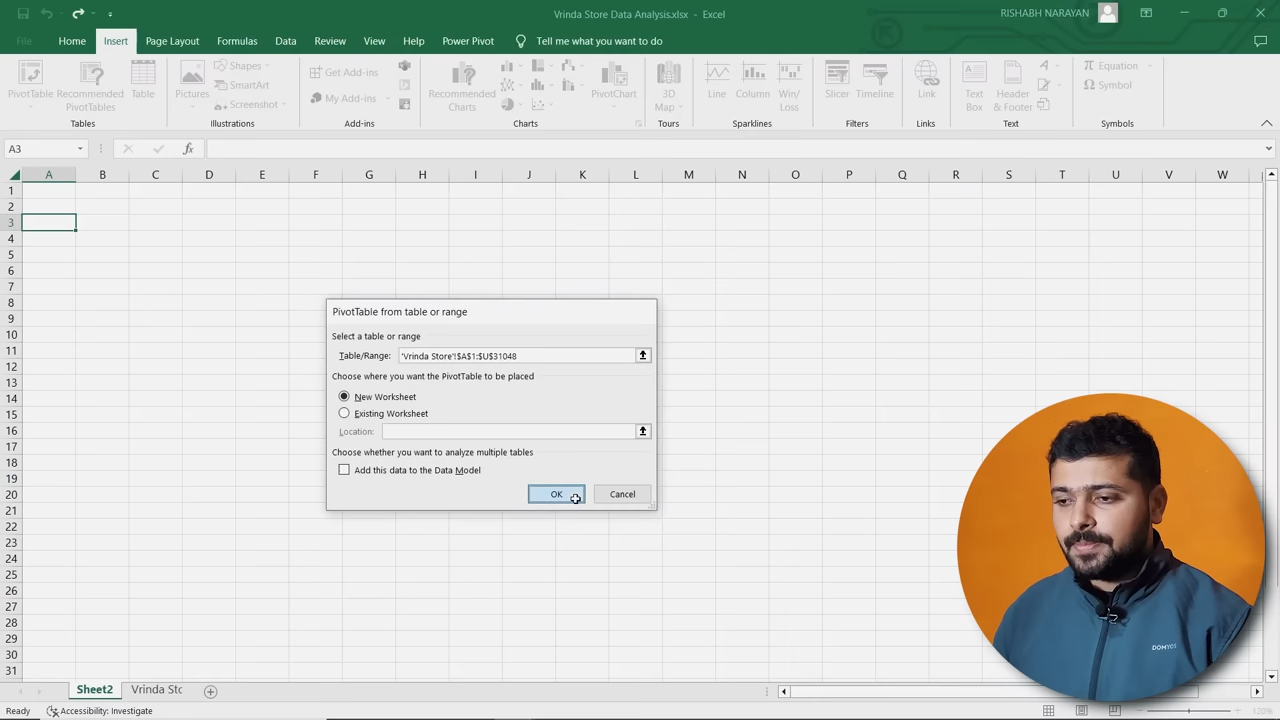 Vrinda Store Data Analysis.xlsx - Excel
RISHABH NARAYAN
File Home Insert Page Layout Formulas Data Review View Help Power Pivot Tell me what you want to do
PivotTable
Recommended PivotTables
Table
Tables
Pictures
Shapes
SmartArt
Screenshot
Illustrations
Get Add-ins
My Add-ins
Add-ins
Recommended Charts
PivotChart
Charts
3D Map
Tours
Line
Column
Win/Loss
Sparklines
Slicer
Timeline
Filters
Link
Links
Text Box
Header & Footer
Text
Equation
Symbol
Symbols
A3
fx
A B C D E F G H I J K L M N O P Q R S T U V W
1
2
3
4
5
6
7
8
9
10
11
12
13
14
15
16
17
18
19
20
21
22
23
24
25
26
27
28
29
30
31
PivotTable from table or range
Select a table or range
Table/Range: 'Vrinda Store'!$A$1:$U$31048
Choose where you want the PivotTable to be placed
New Worksheet
Existing Worksheet
Location:
Choose whether you want to analyze multiple tables
Add this data to the Data Model
OK Cancel
DOMYOS
Sheet2 Vrinda Stc
Ready Accessibility: Investigate
120%